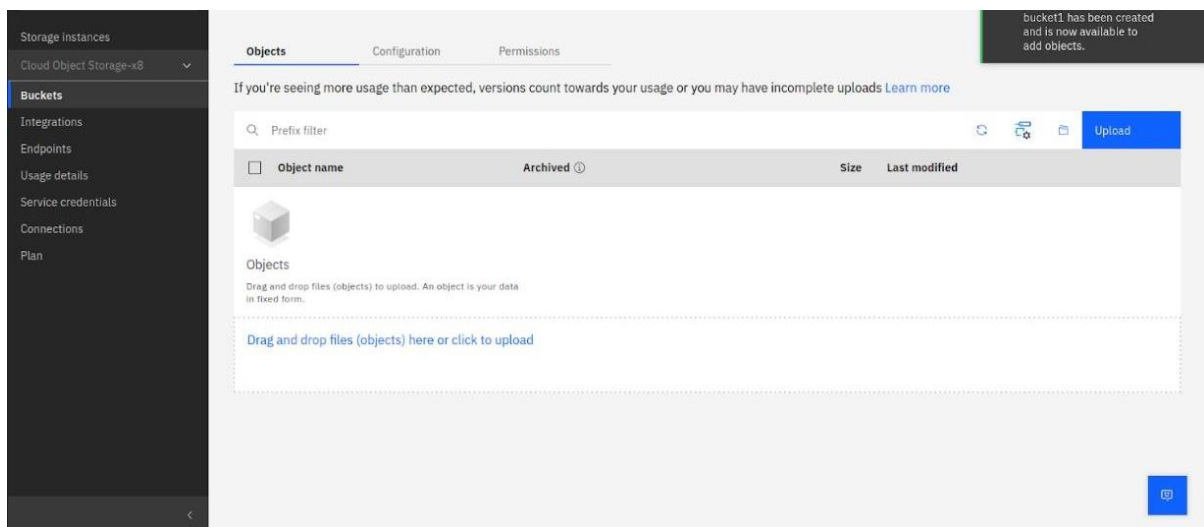 Storage instances
Cloud Object Storage-x8
Buckets
Integrations
Endpoints
Usage details
Service credentials
Connections
Plan
bucket1 has been created
and is now available to
add objects.
Objects Configuration Permissions
If you're seeing more usage than expected, versions count towards your usage or you may have incomplete uploads Learn more
Prefix filter Upload
Object name Archived Size Last modified
Objects
Drag and drop files (objects) to upload. An object is your data
in fixed form.
Drag and drop files (objects) here or click to upload